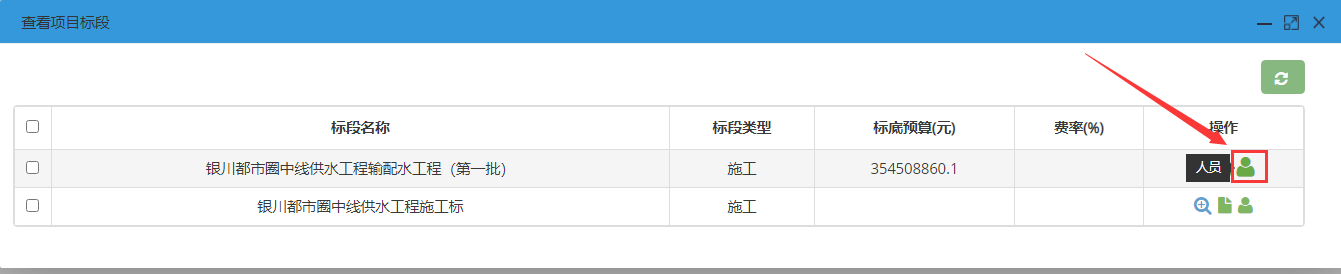 查看项目标段
标段名称 标段类型 标底预算(元) 费率(%) 操作
银川都市圈中线供水工程输配水工程（第一批） 施工 354508860.1 人员
银川都市圈中线供水工程施工标 施工